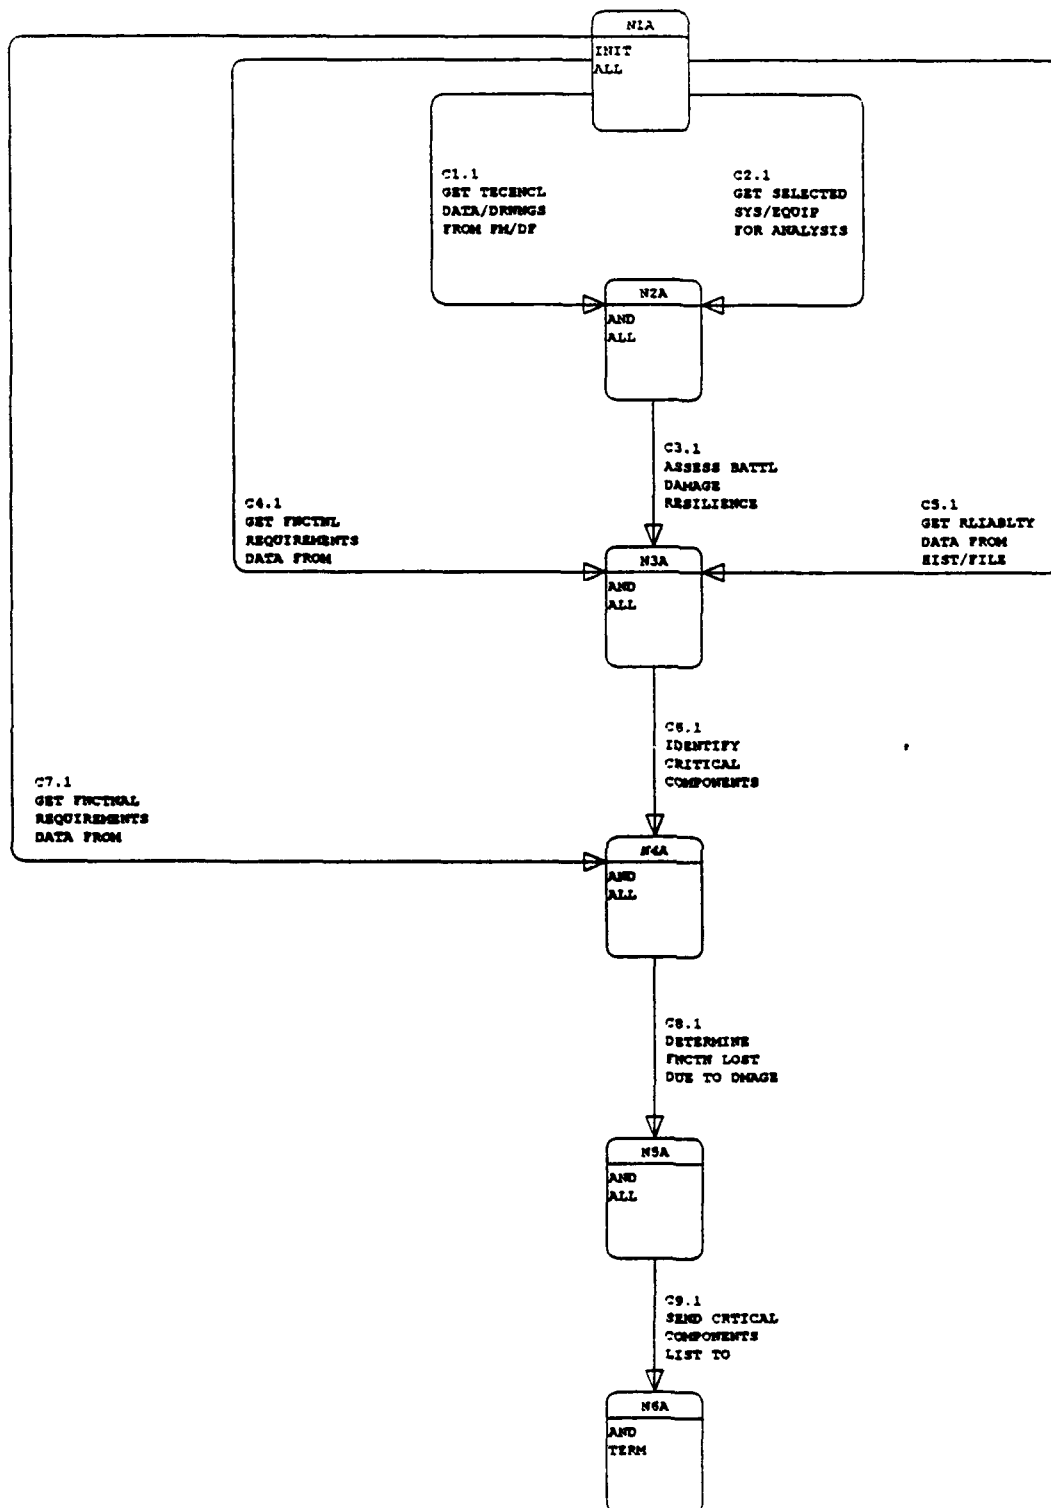 N1A
INIT
ALL
C1.1
GET TECHNCL
DATA/DRNWGS
FROM FM/DF
C2.1
GET SELECTED
SYS/EQUIP
FOR ANALYSIS
N2A
AND
ALL
C3.1
ASSESS BATTL
DAMAGE
RESILIENCE
C4.1
GET FNCTNL
REQUIREMENTS
DATA FROM
C5.1
GET RLIABLTY
DATA FROM
HIST/FILE
N3A
AND
ALL
C6.1
IDENTIFY
CRITICAL
COMPONENTS
C7.1
GET FNCTNAL
REQUIREMENTS
DATA FROM
N4A
AND
ALL
C8.1
DETERMINE
FNCTN LOST
DUE TO DMAGE
N5A
AND
ALL
C9.1
SEND CRTICAL
COMPONENTS
LIST TO
N6A
AND
TERM